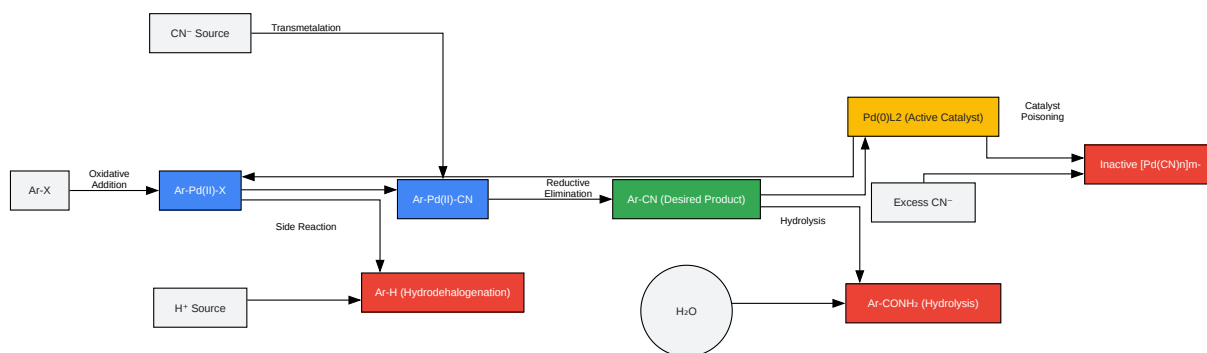 CN⁻ Source
Transmetalation
Pd(0)L2 (Active Catalyst)
Catalyst
Poisoning
Inactive [Pd(CN)n]m-
Ar-X
Oxidative
Addition
Ar-Pd(II)-X
Ar-Pd(II)-CN
Reductive
Elimination
Ar-CN (Desired Product)
Excess CN⁻
Side Reaction
Hydrolysis
Ar-H (Hydrodehalogenation)
H⁺ Source
H₂O
Ar-CONH₂ (Hydrolysis)